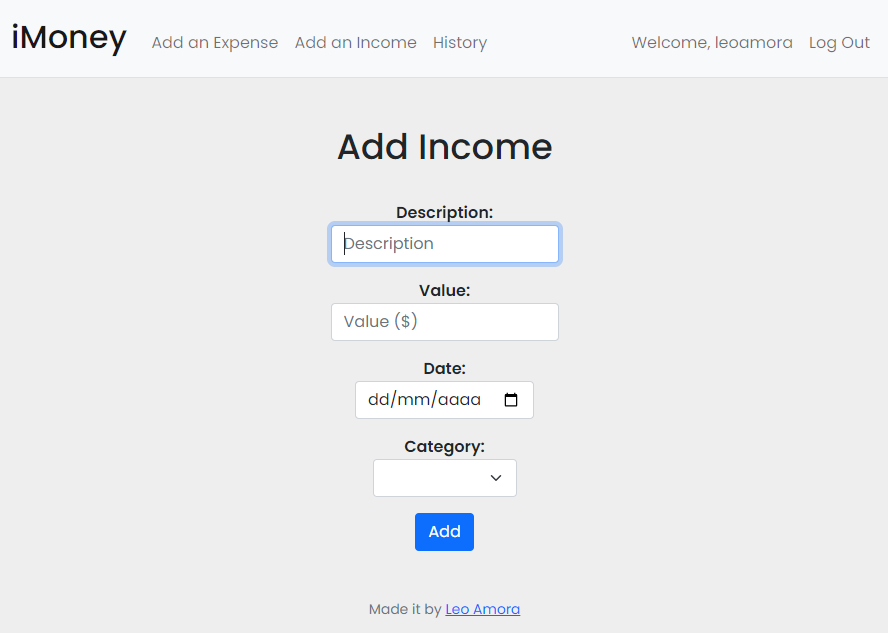 iMoney Add an Expense Add an Income History Welcome, leoamora Log Out
Add Income
Description:
Description
Value:
Value ($)
Date:
dd/mm/aaaa
Category:
Add
Made it by Leo Amora